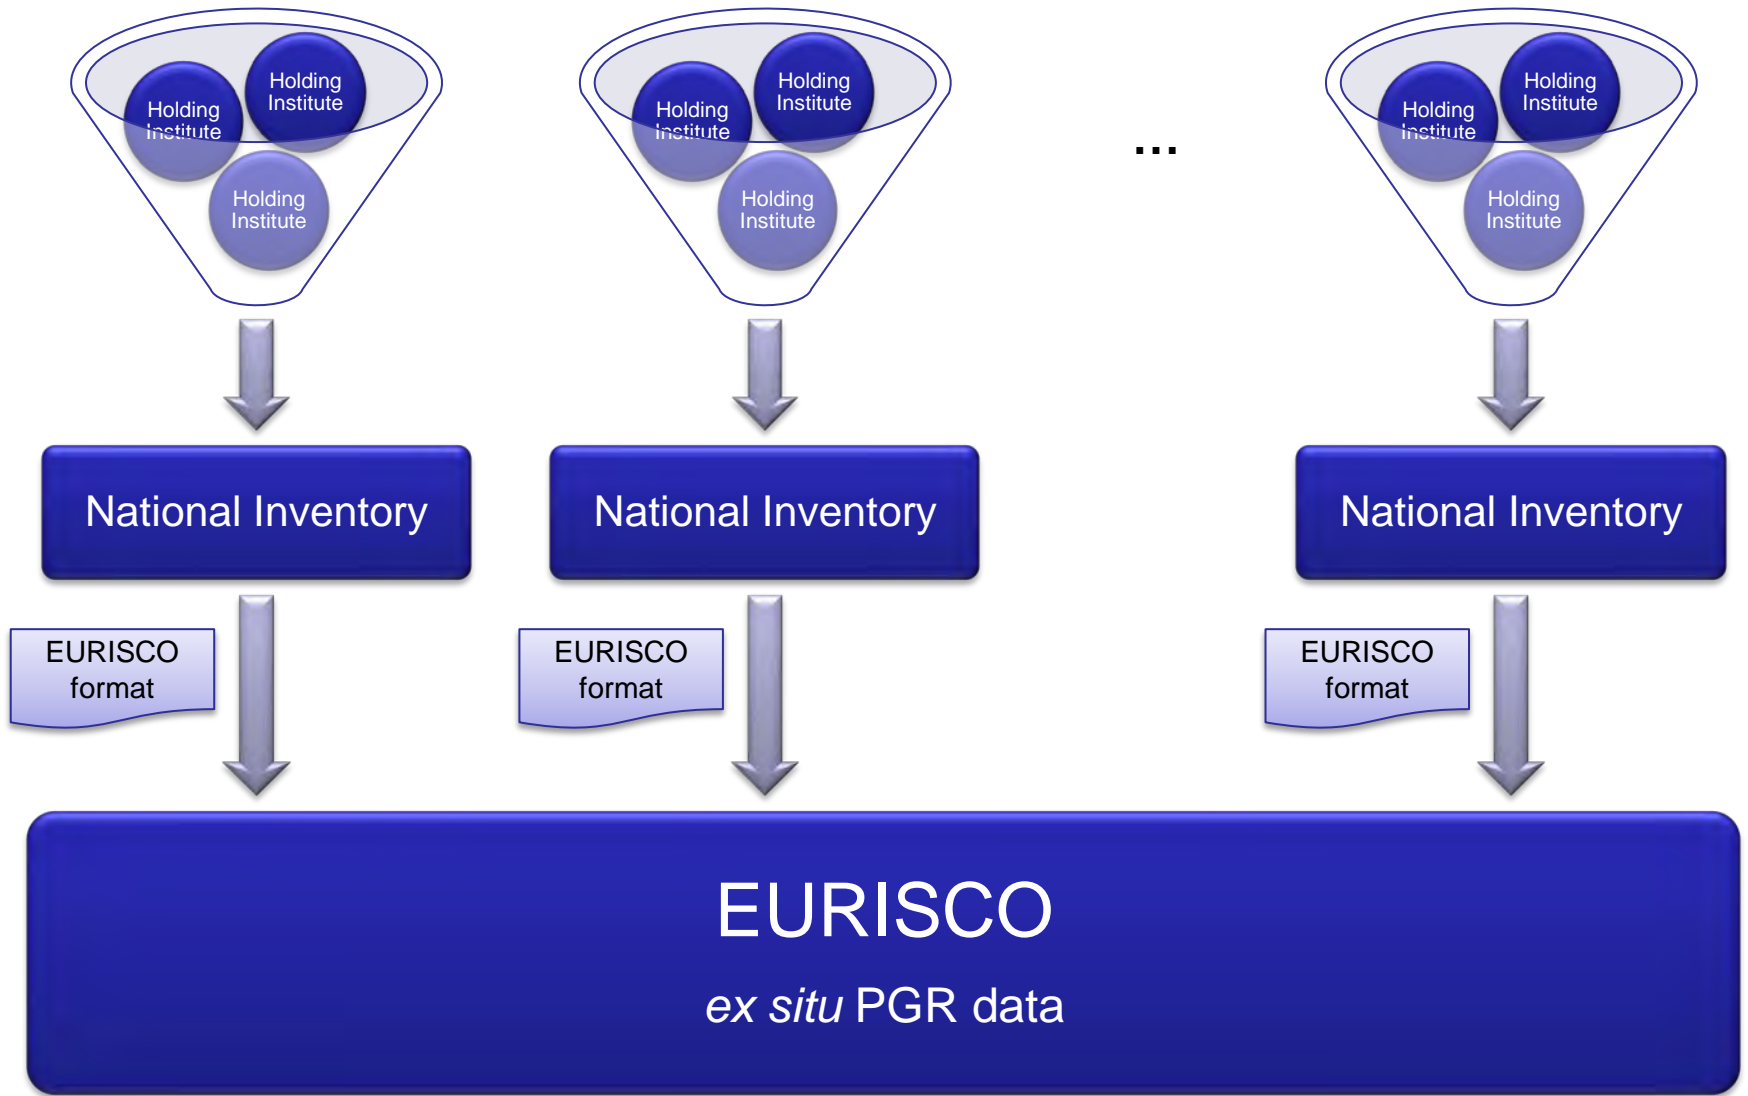 Holding
Institute
Holding
Institute
Holding
Institute
Holding
Institute
Holding
Institute
Holding
Institute
...
Holding
Institute
Holding
Institute
Holding
Institute
National Inventory
National Inventory
National Inventory
EURISCO
format
EURISCO
format
EURISCO
format
EURISCO
ex situ PGR data